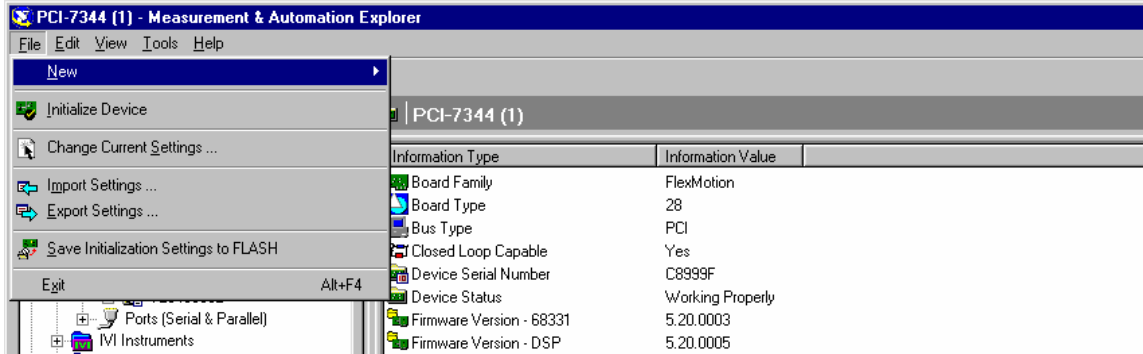 PCI-7344 (1) - Measurement & Automation Explorer
File Edit View Tools Help
New
Initialize Device
Change Current Settings ...
Import Settings ...
Export Settings ...
Save Initialization Settings to FLASH
Exit Alt+F4
Ports (Serial & Parallel)
IVI Instruments
PCI-7344 (1)
Information Type Information Value
Board Family FlexMotion
Board Type 28
Bus Type PCI
Closed Loop Capable Yes
Device Serial Number C8999F
Device Status Working Properly
Firmware Version - 68331 5.20.0003
Firmware Version - DSP 5.20.0005